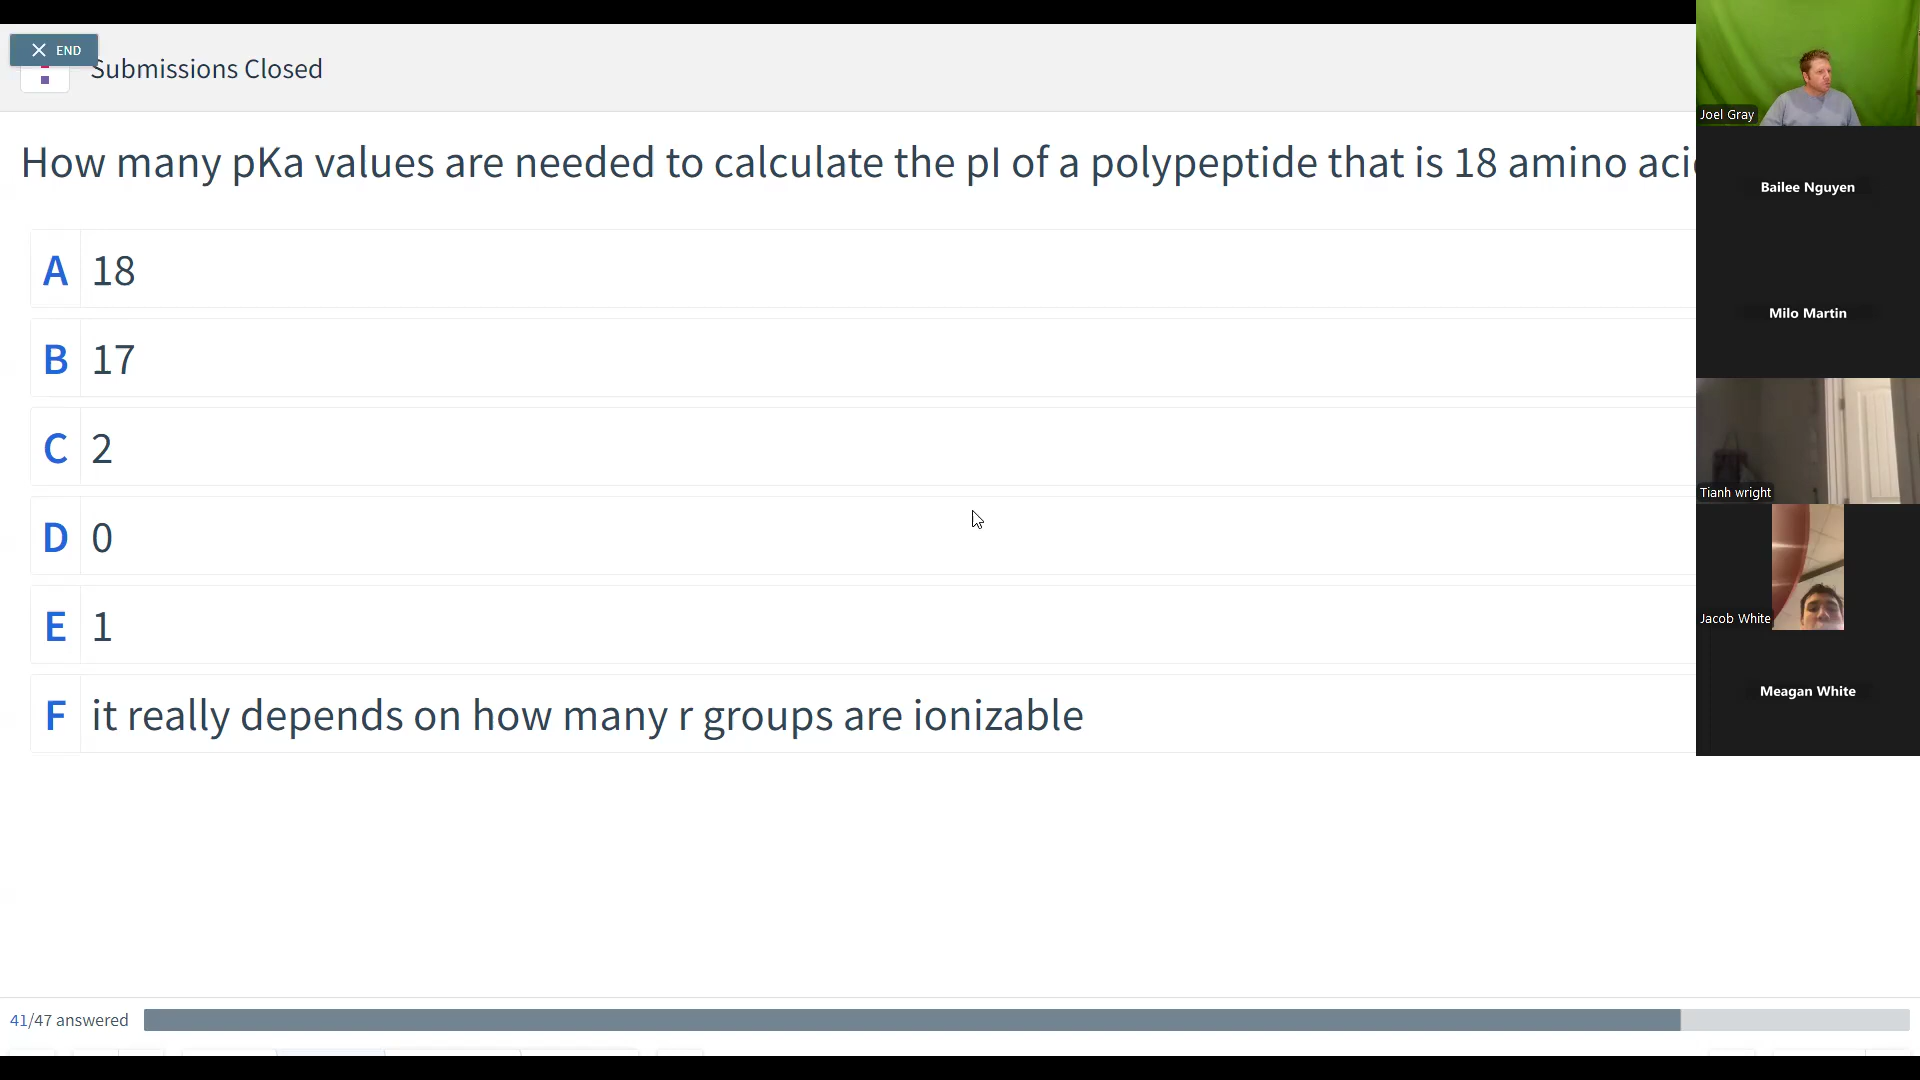 END
Submissions Closed
How many pKa values are needed to calculate the pI of a polypeptide that is 18 amino
A 18
B 17
C 2
D 0
E 1
F it really depends on how many r groups are ionizable
41/47 answered
Joel Gray
Bailee Nguyen
Milo Martin
Tianh wright
Jacob White
Meagan White